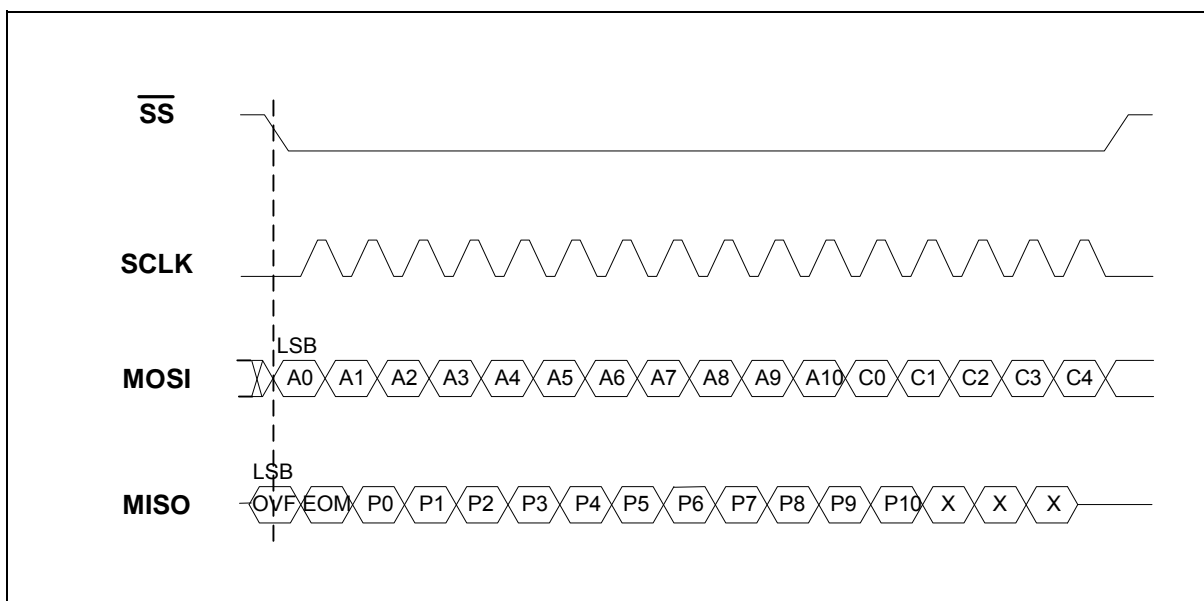 SS
SCLK
LSB
MOSI A0 A1 A2 A3 A4 A5 A6 A7 A8 A9 A10 C0 C1 C2 C3 C4
LSB
MISO OVF EOM P0 P1 P2 P3 P4 P5 P6 P7 P8 P9 P10 X X X